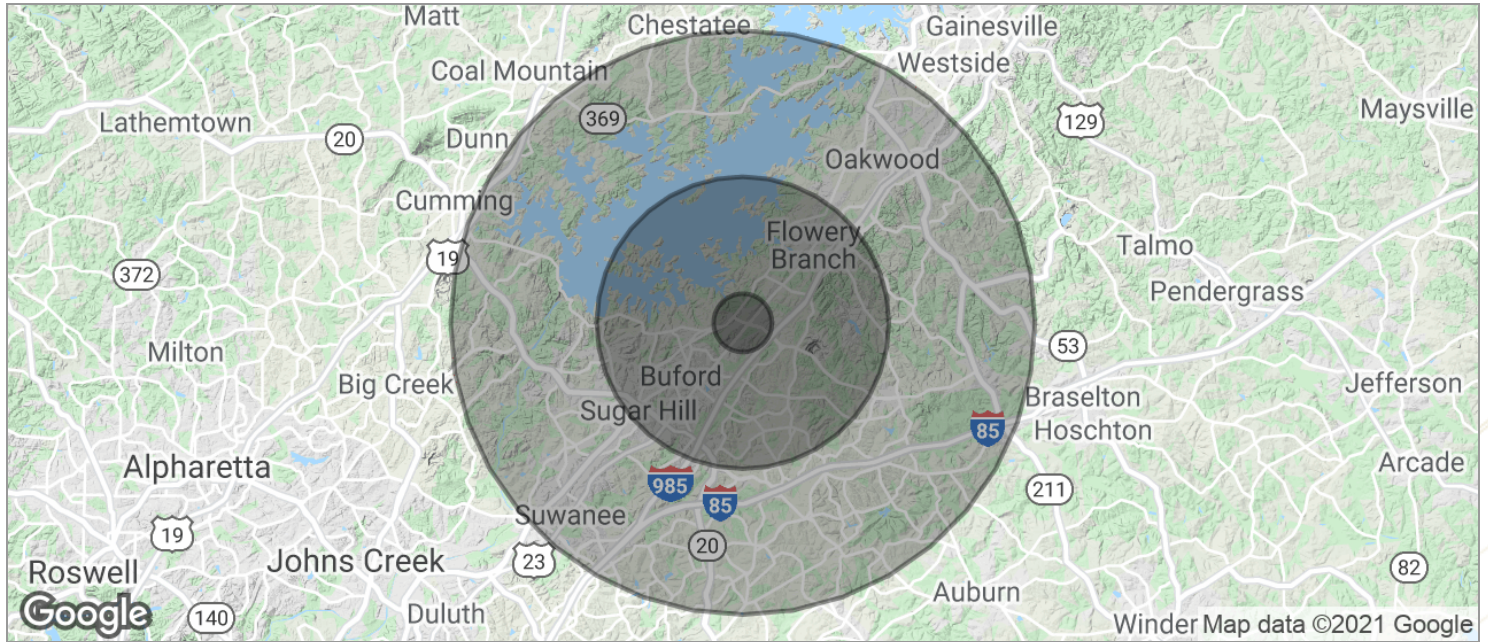 Matt
Chestatee
Gainesville
Westside
Coal Mountain
Maysville
Lathemtown
369
129
20
Dunn
Oakwood
Cumming
Flowery
Branch
Talmo
19
372
Pendergrass
53
Milton
Buford
Big Creek
Jefferson
Braselton
Sugar Hill
85
Hoschton
Alpharetta
Arcade
985
85
211
Suwanee
19
20
23
Johns Creek
Roswell
82
Auburn
Google
140
Duluth
Winder
Map data ©2021 Google